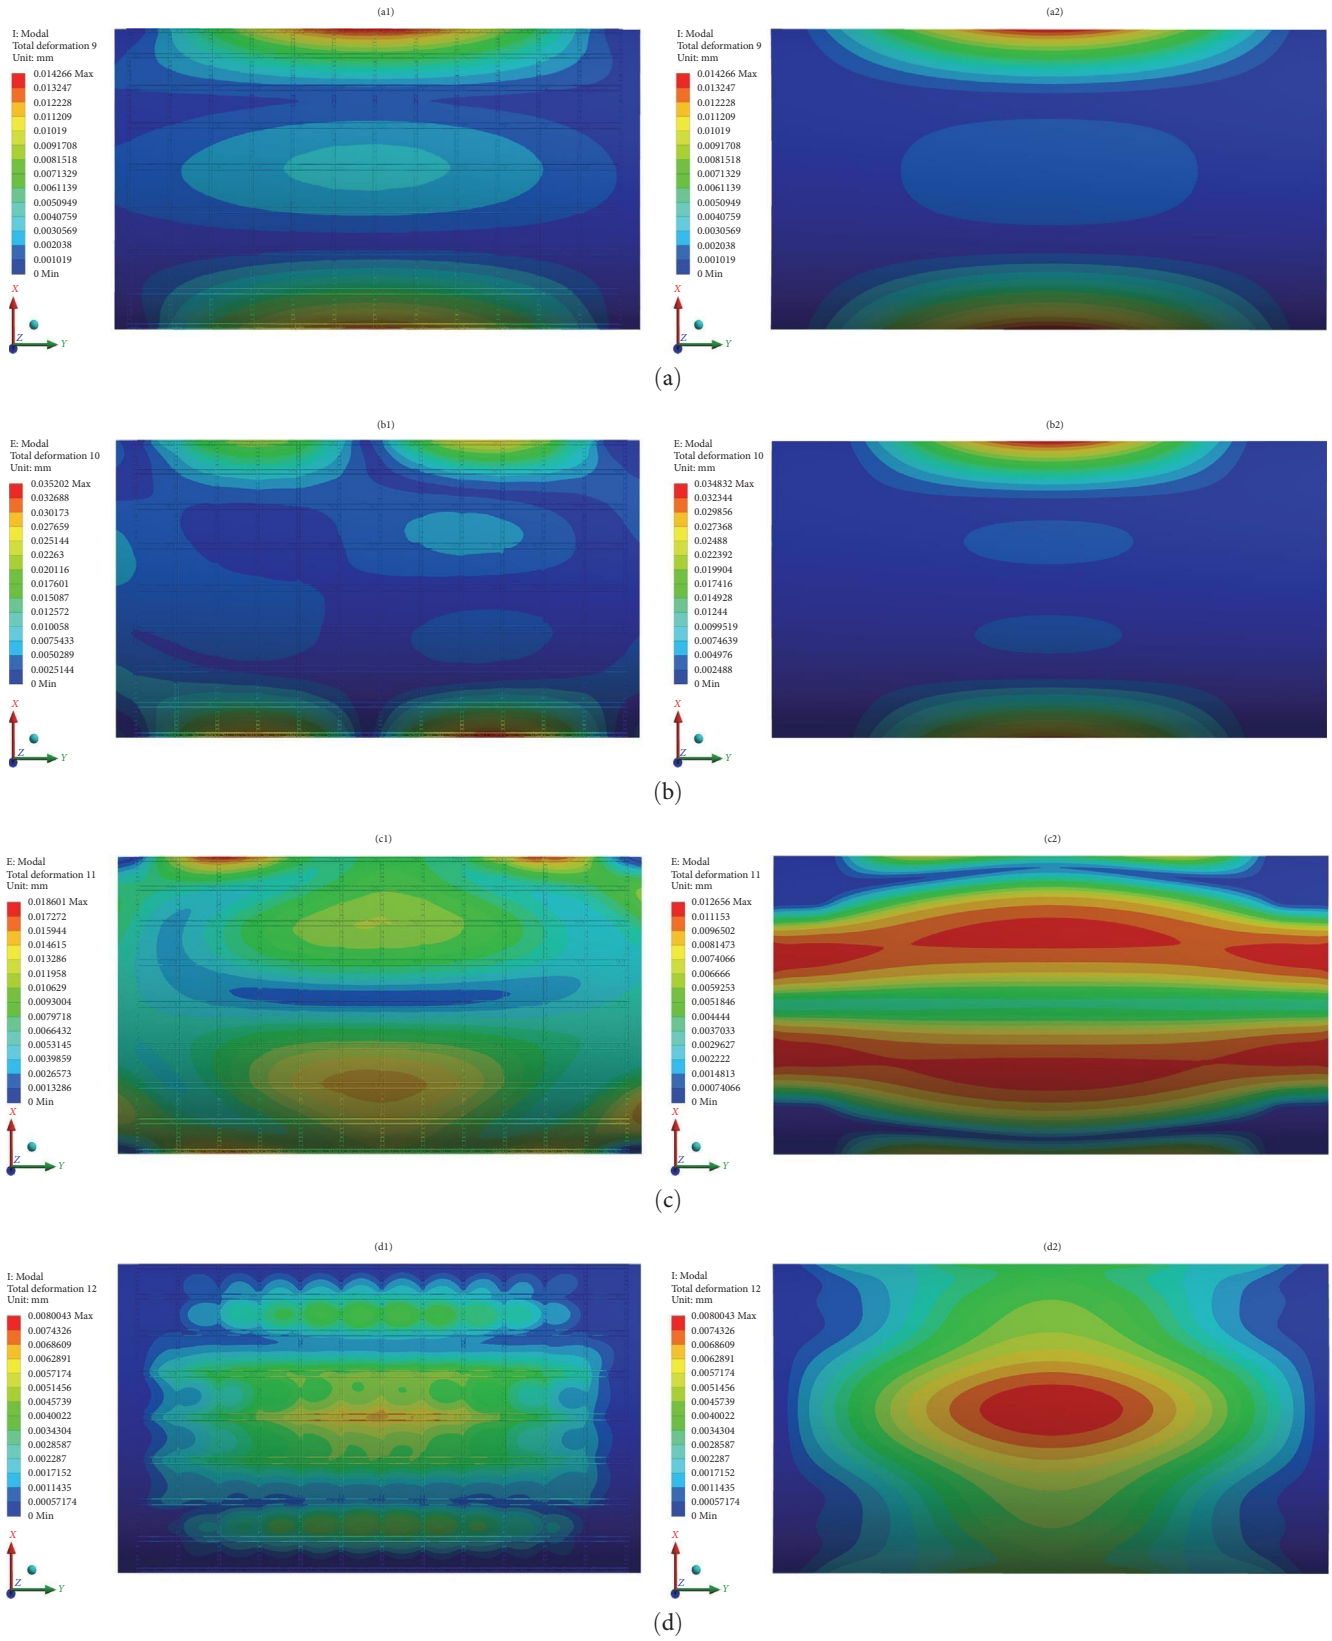 (a1)
I: Modal
Total deformation 9
Unit: mm
0.014266 Max
0.013247
0.012228
0.011209
0.01019
0.0091708
0.0081518
0.0071329
0.0061139
0.0050949
0.0040759
0.0030569
0.002038
0.001019
0 Min
X
Z
Y
(a2)
I: Modal
Total deformation 9
Unit: mm
0.014266 Max
0.013247
0.012228
0.011209
0.01019
0.0091708
0.0081518
0.0071329
0.0061139
0.0050949
0.0040759
0.0030569
0.002038
0.001019
0 Min
X
Z
Y
(a)
(b1)
E: Modal
Total deformation 10
Unit: mm
0.035202 Max
0.032688
0.030173
0.027659
0.025144
0.02263
0.020116
0.017601
0.015087
0.012572
0.010058
0.0075433
0.0050289
0.0025144
0 Min
X
Z
Y
(b2)
E: Modal
Total deformation 10
Unit: mm
0.034832 Max
0.032344
0.029856
0.027368
0.02488
0.022392
0.019904
0.017416
0.014928
0.01244
0.0099519
0.0074639
0.004976
0.002488
0 Min
X
Z
Y
(b)
(c1)
E: Modal
Total deformation 11
Unit: mm
0.018601 Max
0.017272
0.015944
0.014615
0.013286
0.011958
0.010629
0.0093004
0.0079718
0.0066432
0.0053145
0.0039859
0.0026573
0.0013286
0 Min
X
Z
Y
(c2)
E: Modal
Total deformation 11
Unit: mm
0.012656 Max
0.011153
0.0096502
0.0081473
0.0074066
0.006666
0.0059253
0.0051846
0.004444
0.0037033
0.0029627
0.002222
0.0014813
0.00074066
0 Min
X
Z
Y
(c)
(d1)
I: Modal
Total deformation 12
Unit: mm
0.0080043 Max
0.0074326
0.0068609
0.0062891
0.0057174
0.0051456
0.0045739
0.0040022
0.0034304
0.0028587
0.002287
0.0017152
0.0011435
0.00057174
0 Min
X
Z
Y
(d2)
I: Modal
Total deformation 12
Unit: mm
0.0080043 Max
0.0074326
0.0068609
0.0062891
0.0057174
0.0051456
0.0045739
0.0040022
0.0034304
0.0028587
0.002287
0.0017152
0.0011435
0.00057174
0 Min
X
Z
Y
(d)